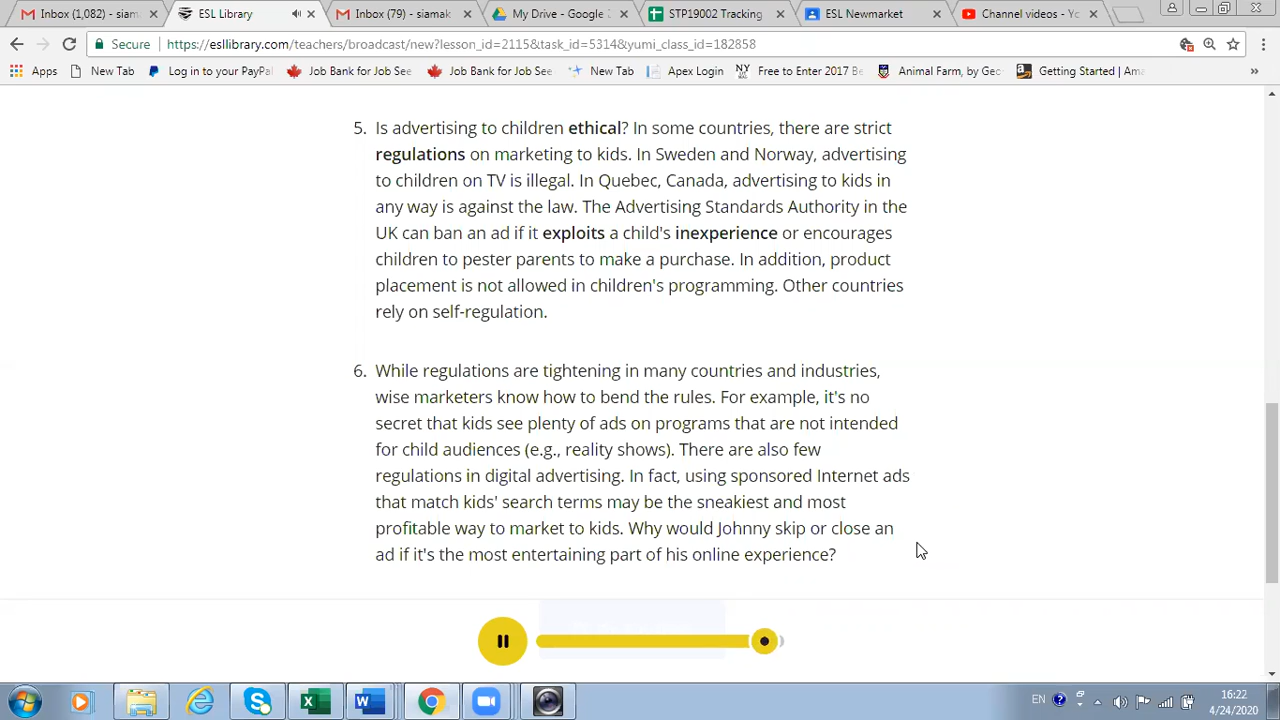 Inbox (1,082) - siam
ESL Library
Inbox (79) - siamak
My Drive - Google
STP19002 Tracking
ESL Newmarket
Channel videos - Yo
Secure
https://esllibrary.com/teachers/broadcast/new?lesson_id=2115&task_id=5314&yumi_class_id=182858
Apps
New Tab
Log in to your PayPal
Job Bank for Job See
Job Bank for Job See
New Tab
Apex Login
NY
Free to Enter 2017 Be
Animal Farm, by Geo
Getting Started | Ama
5. Is advertising to children ethical? In some countries, there are strict
regulations on marketing to kids. In Sweden and Norway, advertising
to children on TV is illegal. In Quebec, Canada, advertising to kids in
any way is against the law. The Advertising Standards Authority in the
UK can ban an ad if it exploits a child's inexperience or encourages
children to pester parents to make a purchase. In addition, product
placement is not allowed in children's programming. Other countries
rely on self-regulation.
6. While regulations are tightening in many countries and industries,
wise marketers know how to bend the rules. For example, it's no
secret that kids see plenty of ads on programs that are not intended
for child audiences (e.g., reality shows). There are also few
regulations in digital advertising. In fact, using sponsored Internet ads
that match kids' search terms may be the sneakiest and most
profitable way to market to kids. Why would Johnny skip or close an
ad if it's the most entertaining part of his online experience?
EN
16:22
4/24/2020